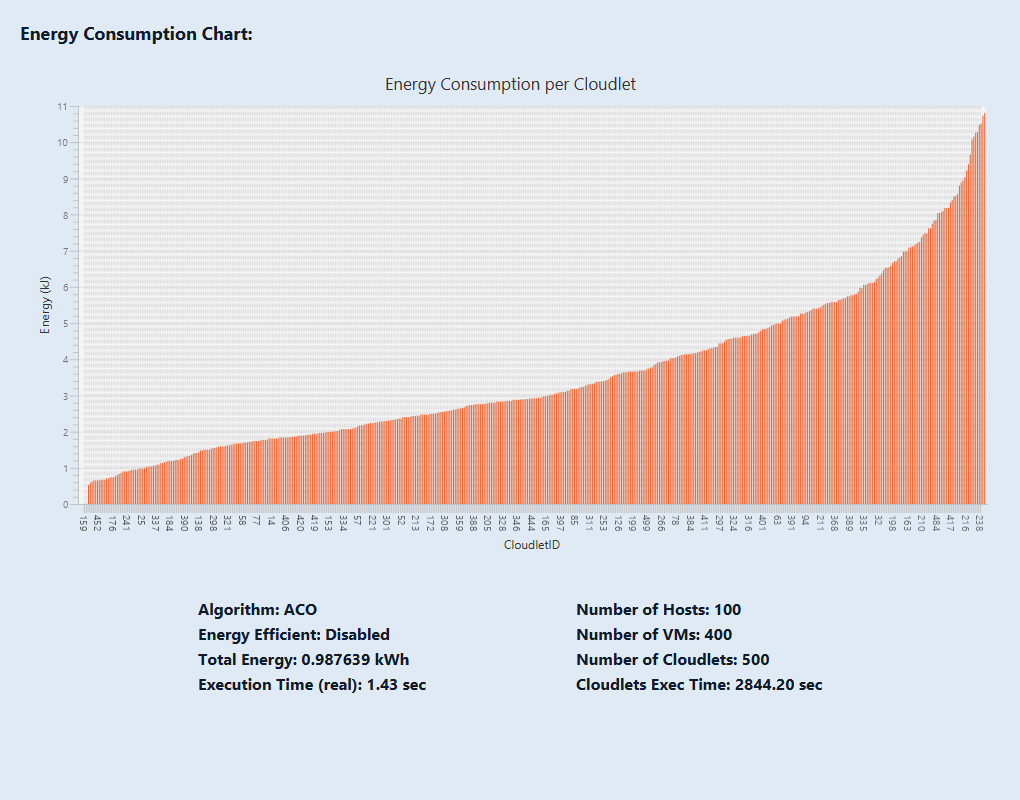 Energy Consumption Chart:
Energy Consumption per Cloudlet
11
10
9
8
7
6
5
4
3
2
1
0
Energy (kJ)
159 452 176 241 25 337 184 390 138 298 321 58 77 14 406 420 419 153 334 57 221 301 52 213 172 308 359 388 205 328 346 444 165 397 85 311 253 126 199 499 266 78 384 411 297 324 316 401 63 391 94 211 368 389 335 32 198 163 210 484 417 216 238
CloudletID
Algorithm: ACO
Number of Hosts: 100
Energy Efficient: Disabled
Number of VMs: 400
Total Energy: 0.987639 kWh
Number of Cloudlets: 500
Execution Time (real): 1.43 sec
Cloudlets Exec Time: 2844.20 sec